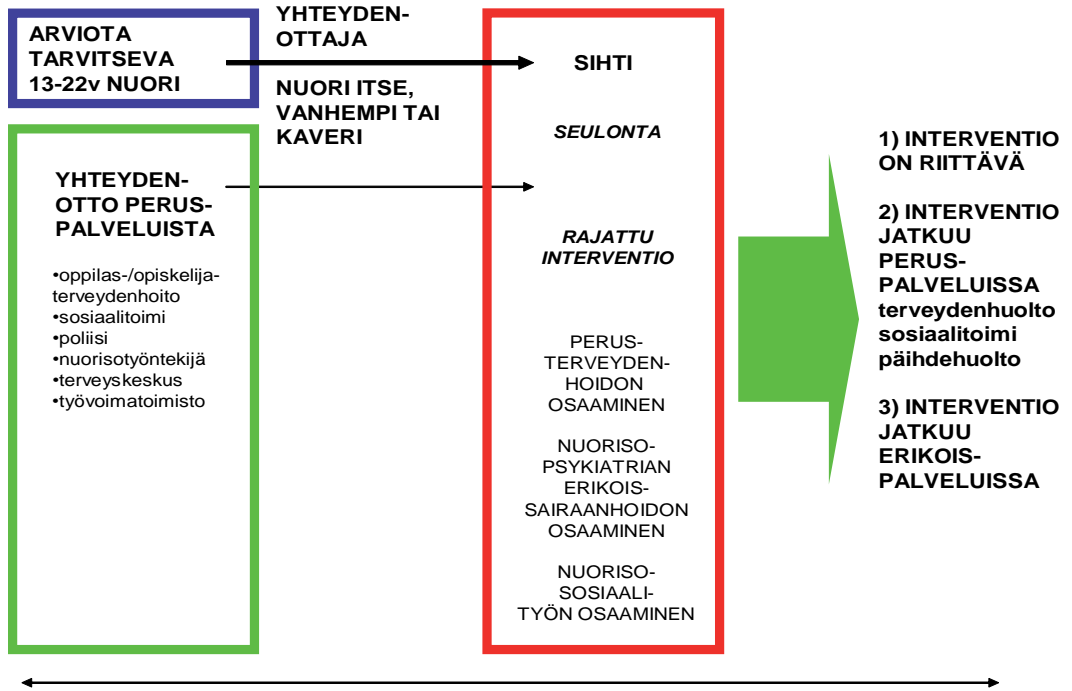 ARVIOTA
TARVITSEVA
13-22v NUORI
YHTEYDEN-
OTTAJA
NUORI ITSE,
VANHEMPI TAI
KAVERI
YHTEYDEN-
OTTO PERUS-
PALVELUISTA
•oppilas-/opiskelija-
terveydenhoito
•sosiaalitoimi
•poliisi
•nuorisotyöntekijä
•terveyskeskus
•työvoimatoimisto
SIHTI
SEULONTA
RAJATTU
INTERVENTIO
PERUS-
TERVEYDEN-
HOIDON
OSAAMINEN
NUORISO-
PSYKIATRIAN
ERIKOIS-
SAIRAANHOIDON
OSAAMINEN
NUORISO-
SOSIAALI-
TYÖN OSAAMINEN
1) INTERVENTIO
ON RIITTÄVÄ
2) INTERVENTIO
JATKUU
PERUS-
PALVELUISSA
terveydenhuolto
sosiaalitoimi
päihdehuolto
3) INTERVENTIO
JATKUU
ERIKOIS-
PALVELUISSA